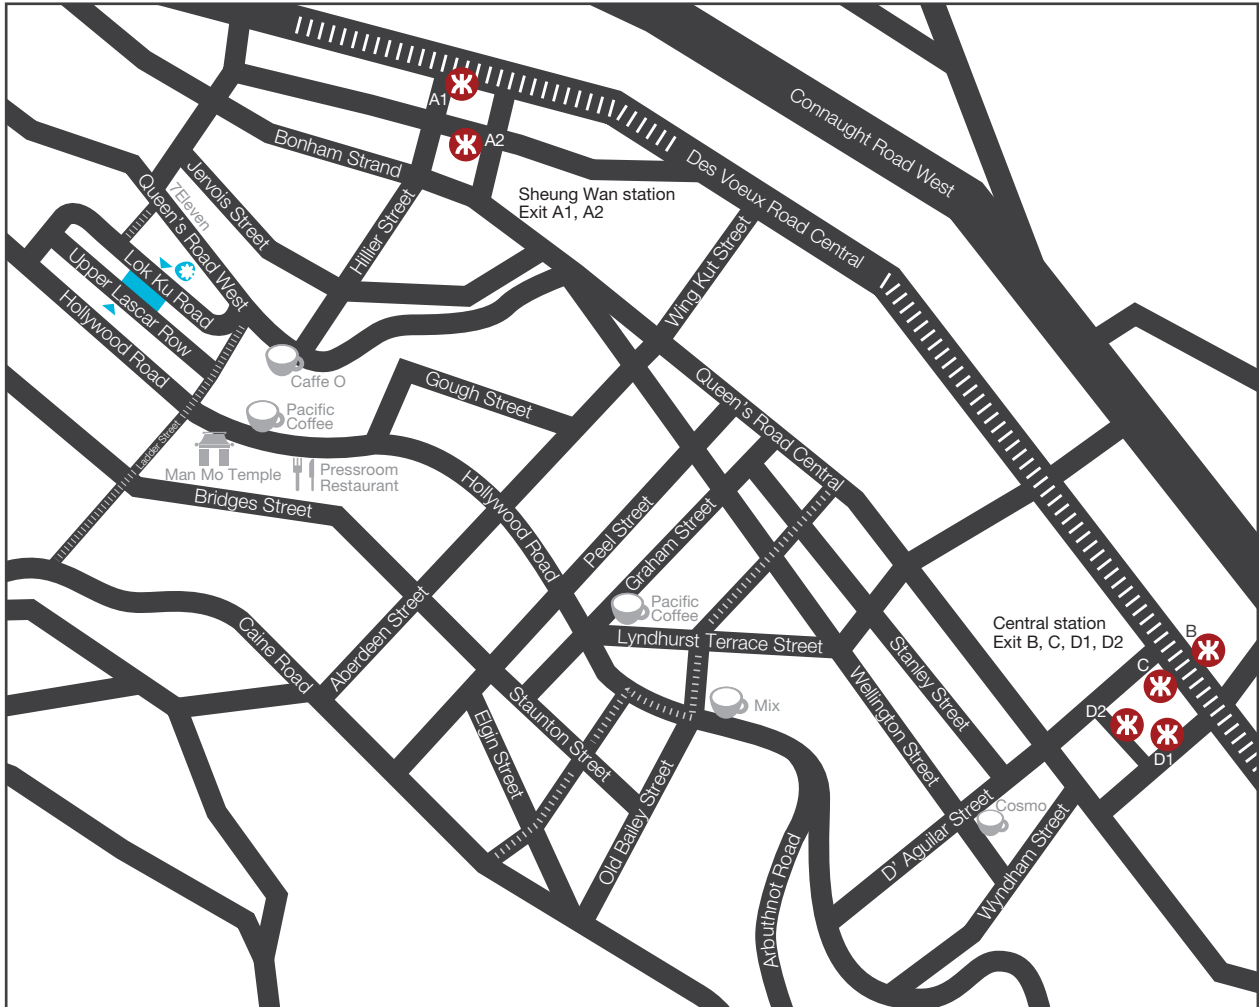 A1
A2
Connaught Road West
Bonham Strand
Des Voeux Road Central
Jervois Street
7Eleven
Queen's Road West
Hillier Street
Sheung Wan station
Exit A1, A2
Wing Kut Street
Lok Ku Road
Upper Lascar Row
Hollywood Road
Caffe O
Gough Street
Queen's Road Central
Pacific
Coffee
Ladder Street
Man Mo Temple
Pressroom
Restaurant
Bridges Street
Hollywood Road
Peel Street
Graham Street
Pacific
Coffee
Lyndhurst Terrace Street
Caine Road
Aberdeen Street
Central station
Exit B, C, D1, D2
B
C
D2
D1
Stanley Street
Wellington Street
Mix
Staunton Street
Elgin Street
Old Bailey Street
Cosmo
D' Aguilar Street
Wyndham Street
Arbuthnot Road